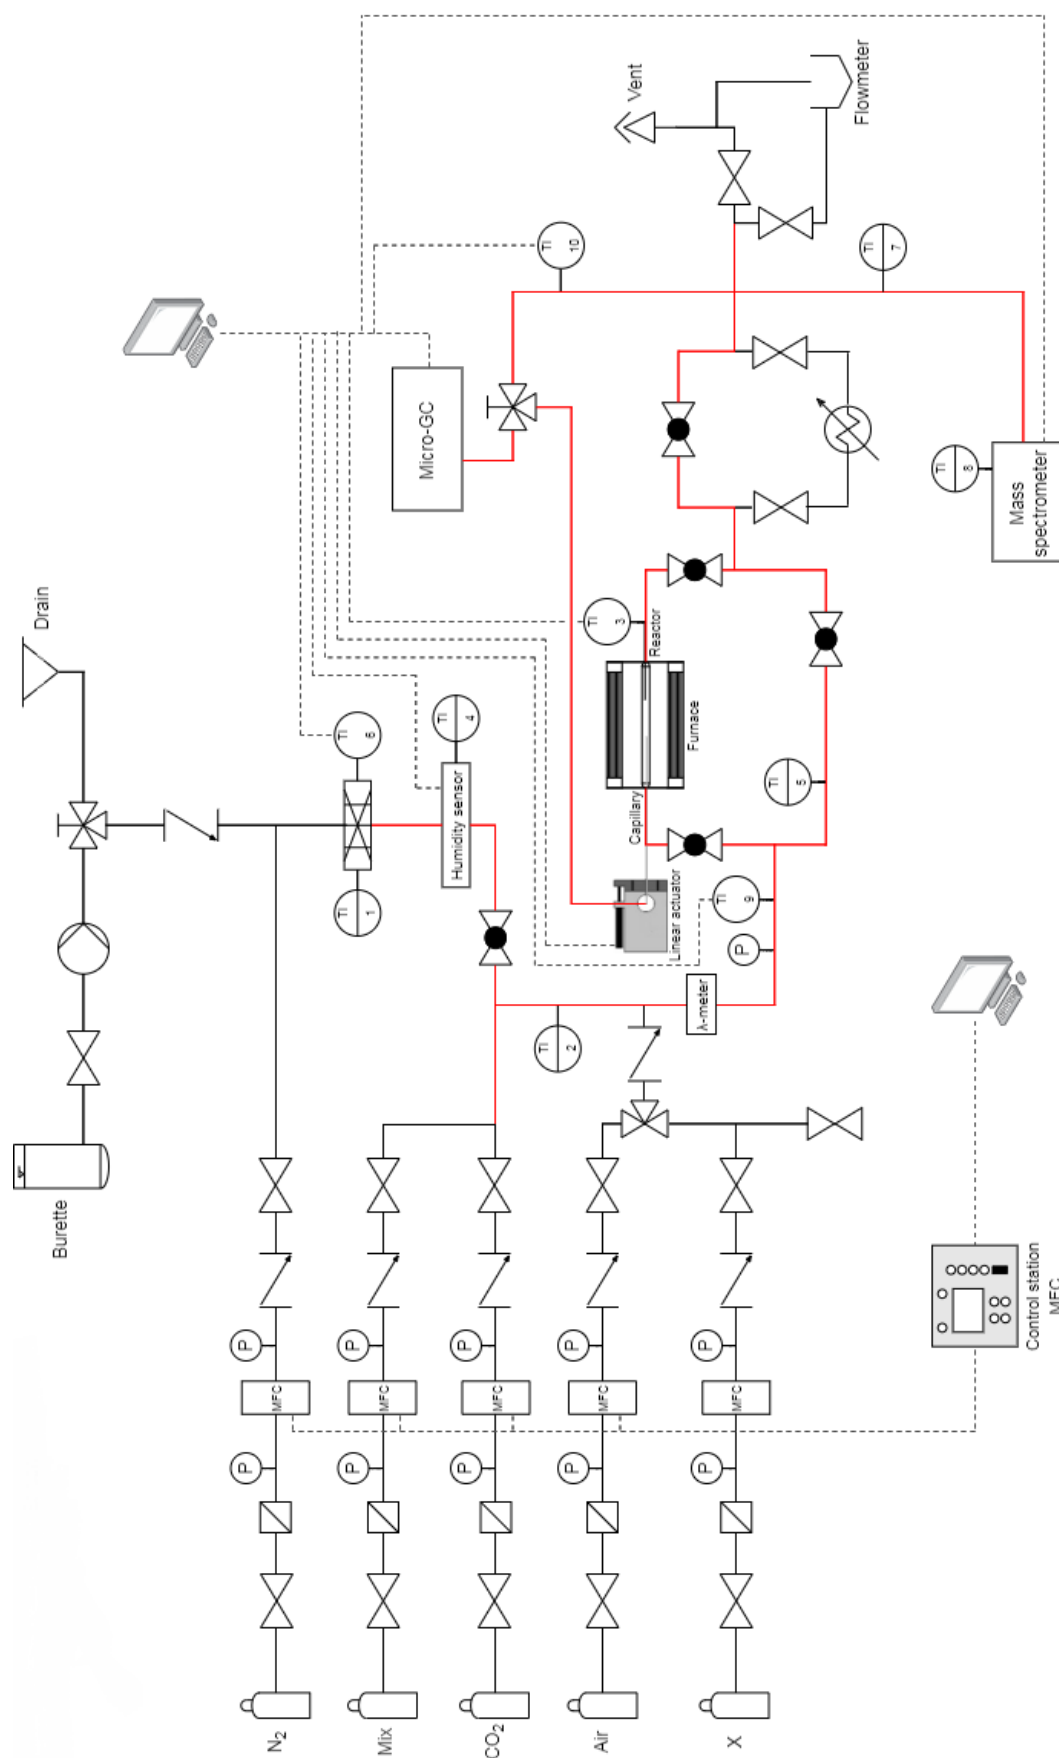 Burette
Drain
N2
P
MFC
P
Mix
P
MFC
P
CO2
P
MFC
P
Air
P
MFC
P
X
P
MFC
P
TI
1
TI
6
Humidity sensor
TI
4
TI
2
λ-meter
P
TI
9
Linear actuator
Capillary
Furnace
Reactor
TI
3
TI
5
Micro-GC
TI
10
TI
7
TI
8
Mass
spectrometer
Vent
Flowmeter
Control station
MFC